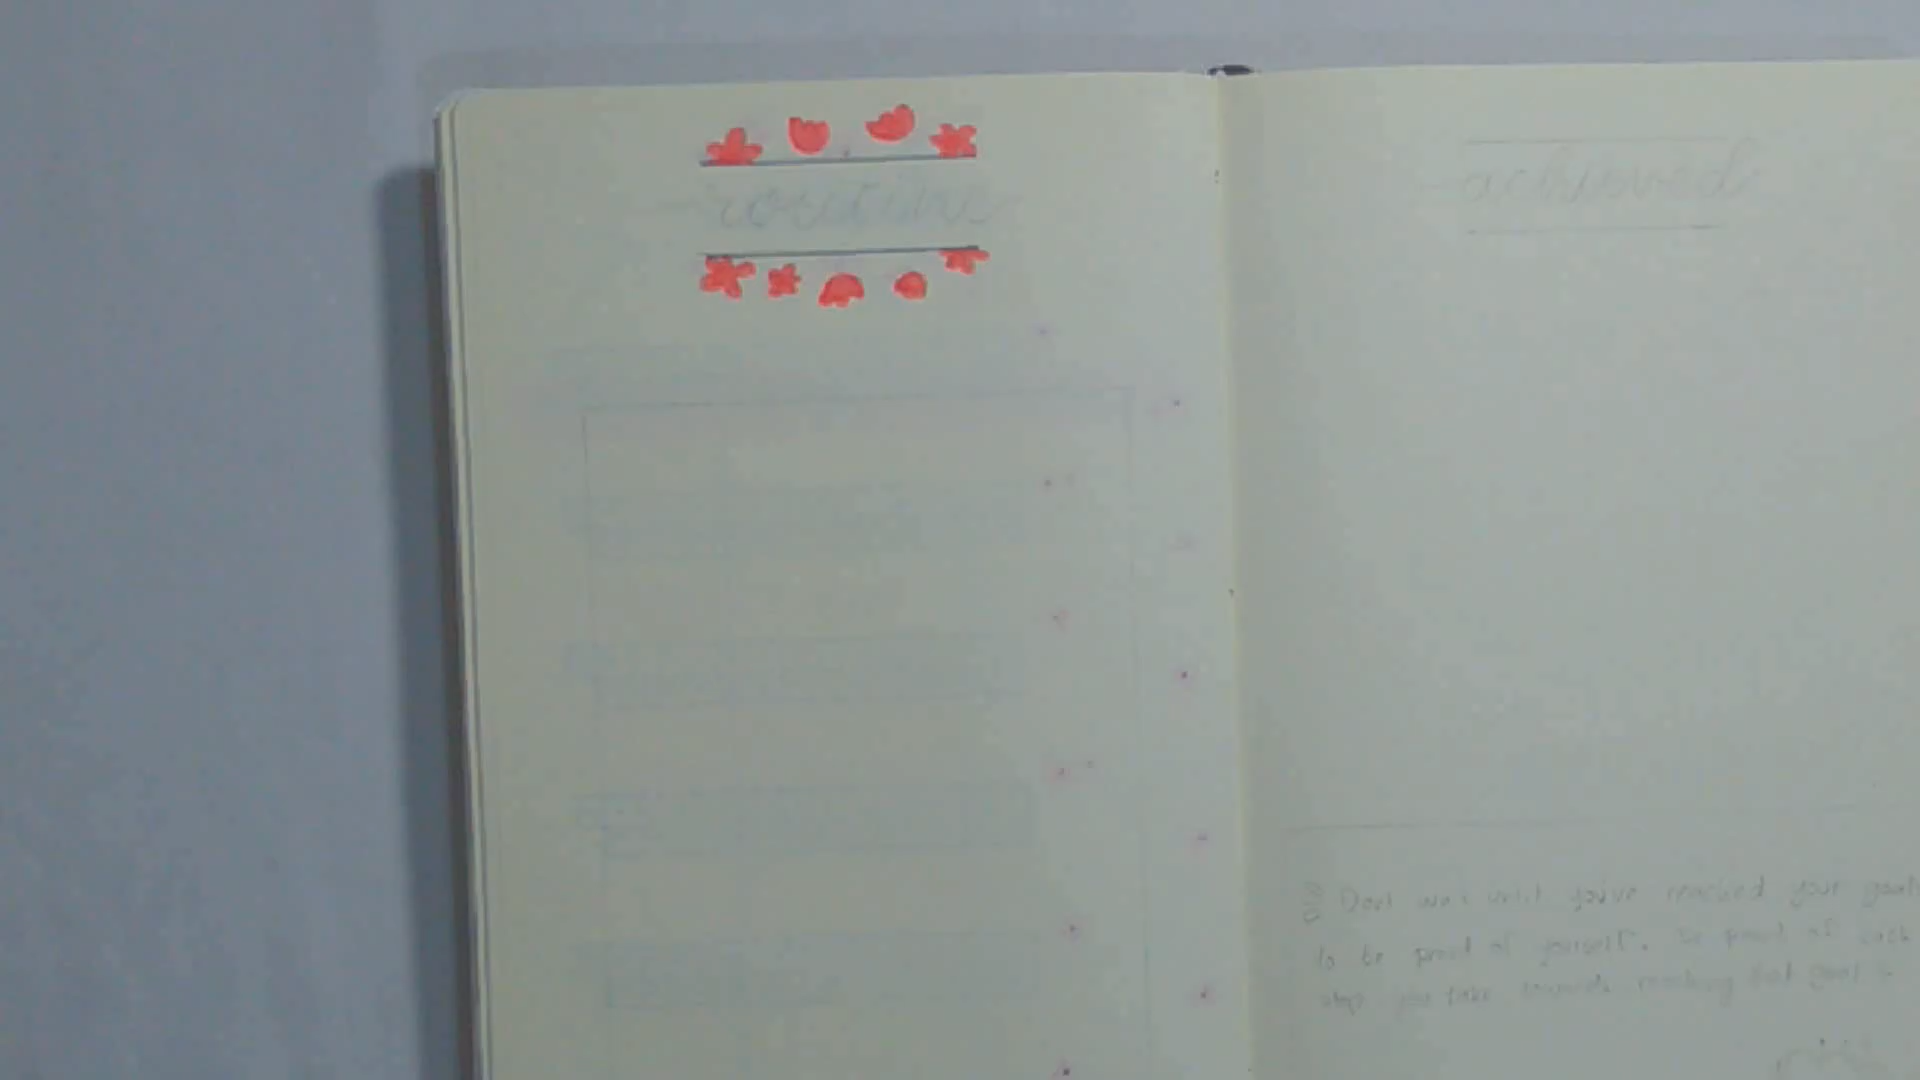 routine
achieved
Don't wait until you've reached your goal
to be proud of yourself. Be proud of each
step you take towards reaching that goal